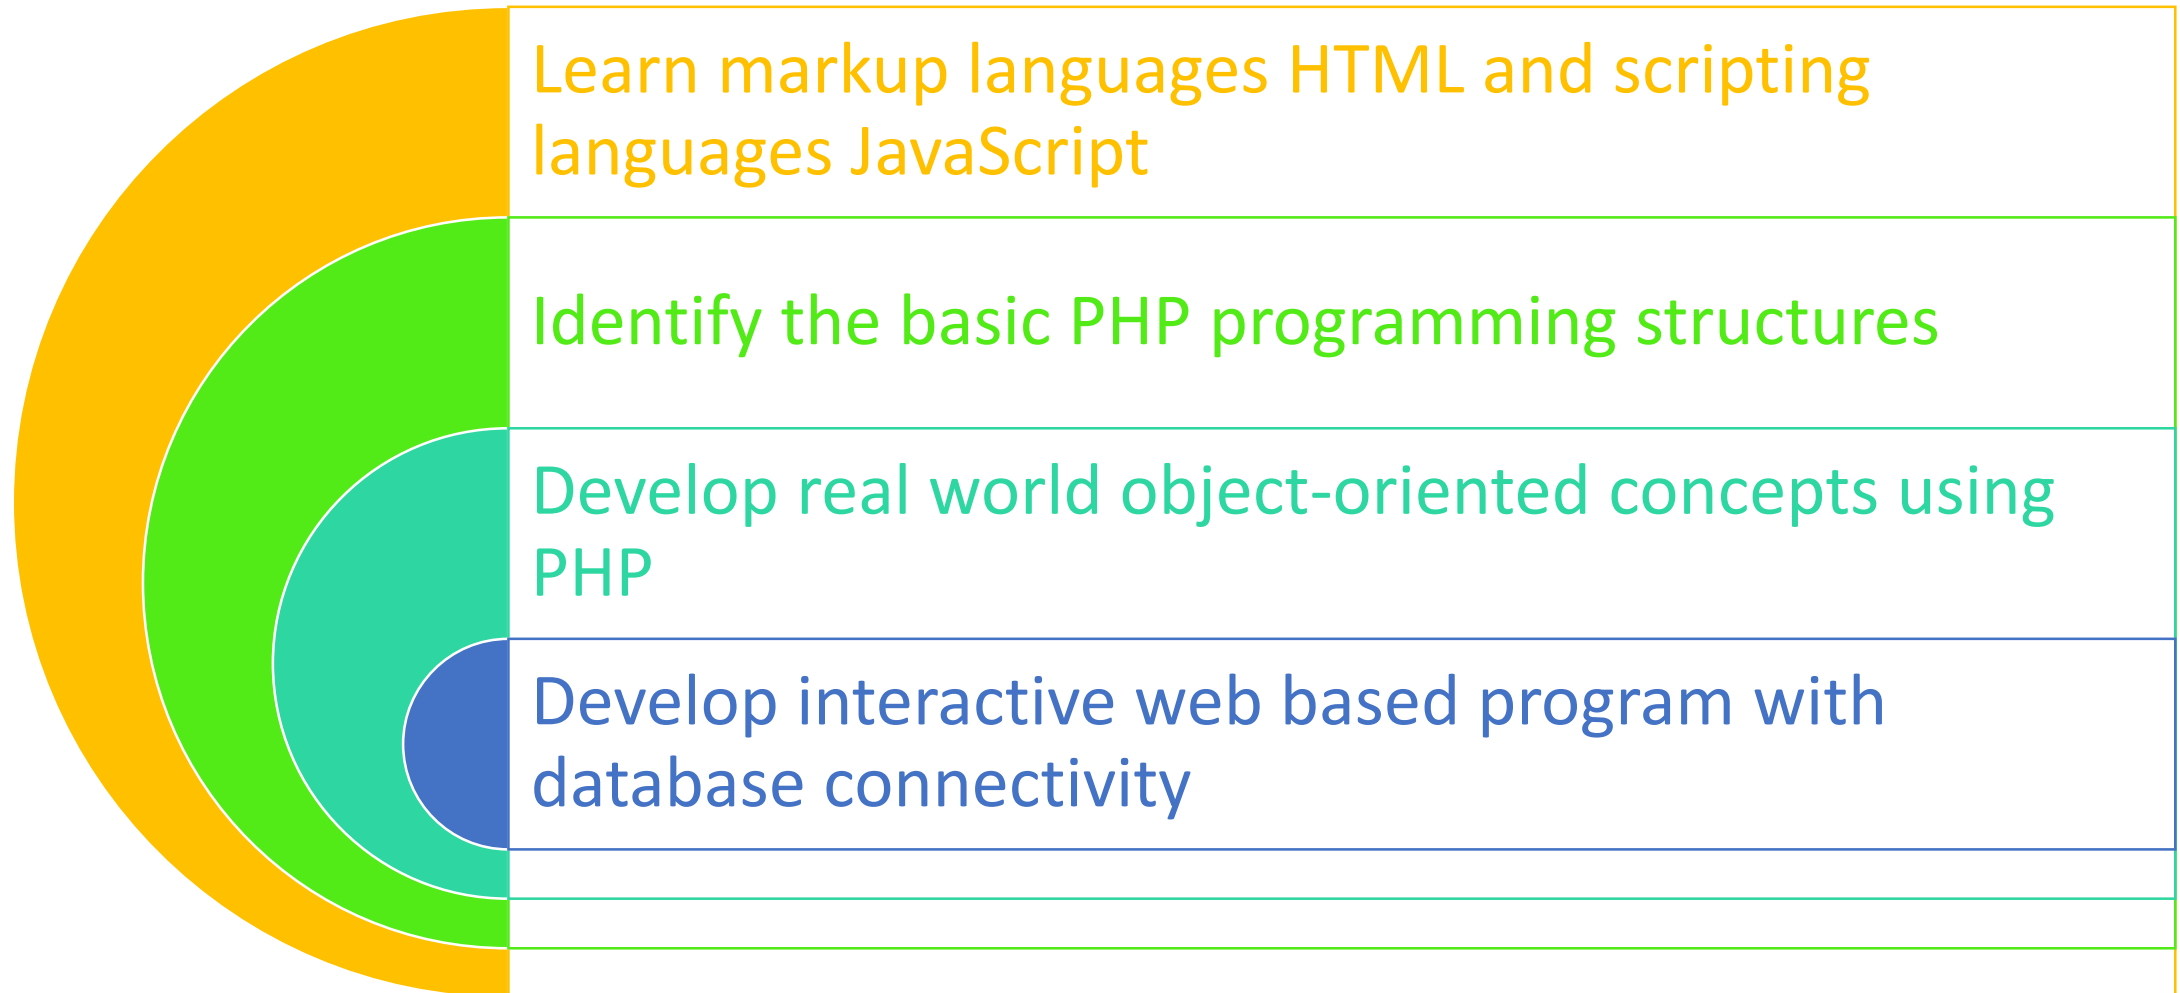 Learn markup languages HTML and scripting
languages JavaScript
Identify the basic PHP programming structures
Develop real world object-oriented concepts using
PHP
Develop interactive web based program with
database connectivity